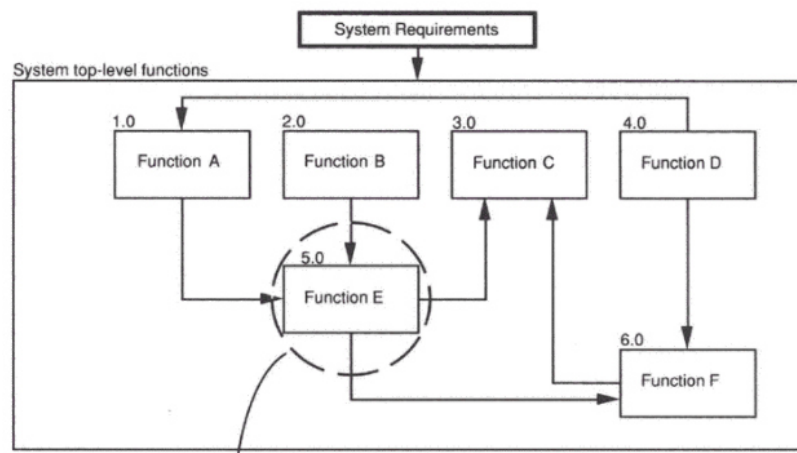 System Requirements
System top-level functions
1.0
Function A
2.0
Function B
3.0
Function C
4.0
Function D
5.0
Function E
6.0
Function F